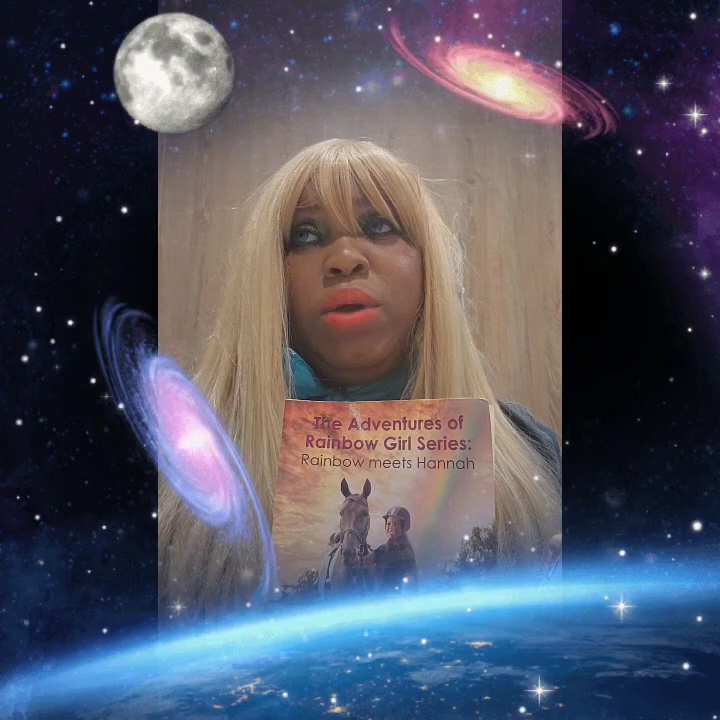 The Adventures of
Rainbow Girl Series:
Rainbow meets Hannah